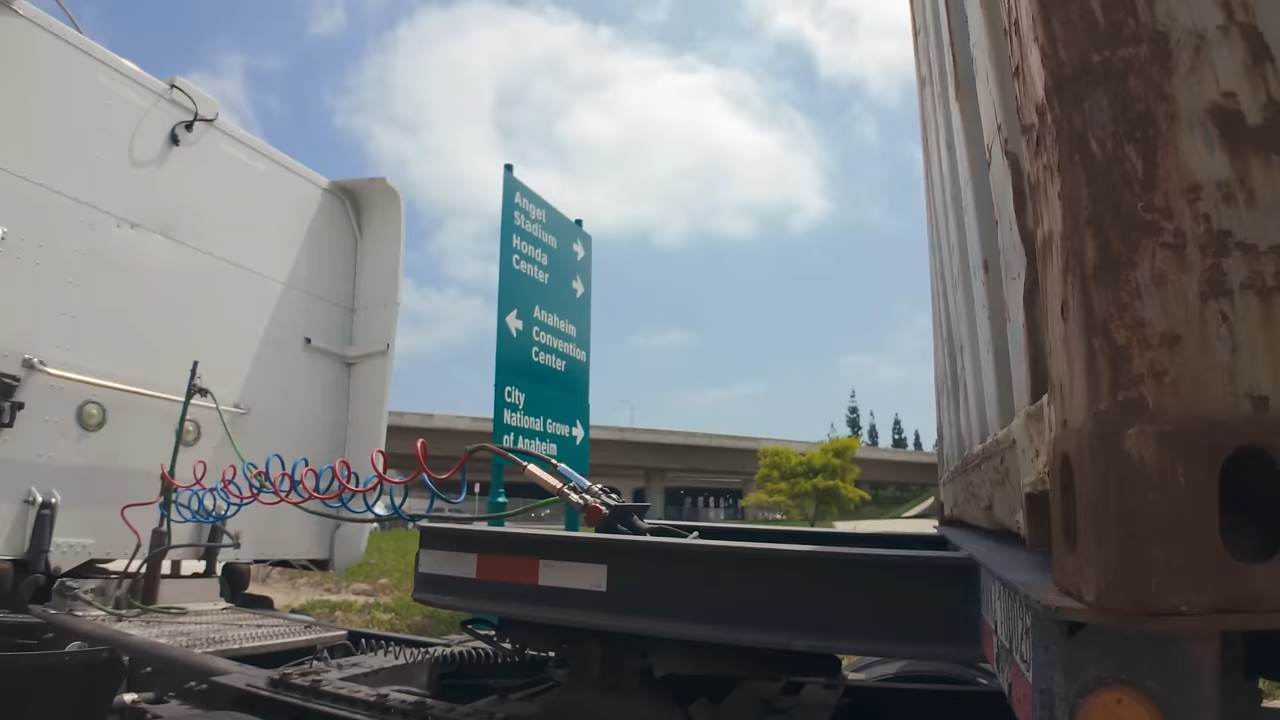 Angel
Stadium
Honda
Center
Anaheim
Convention
Center
City
National Grove
of Anaheim